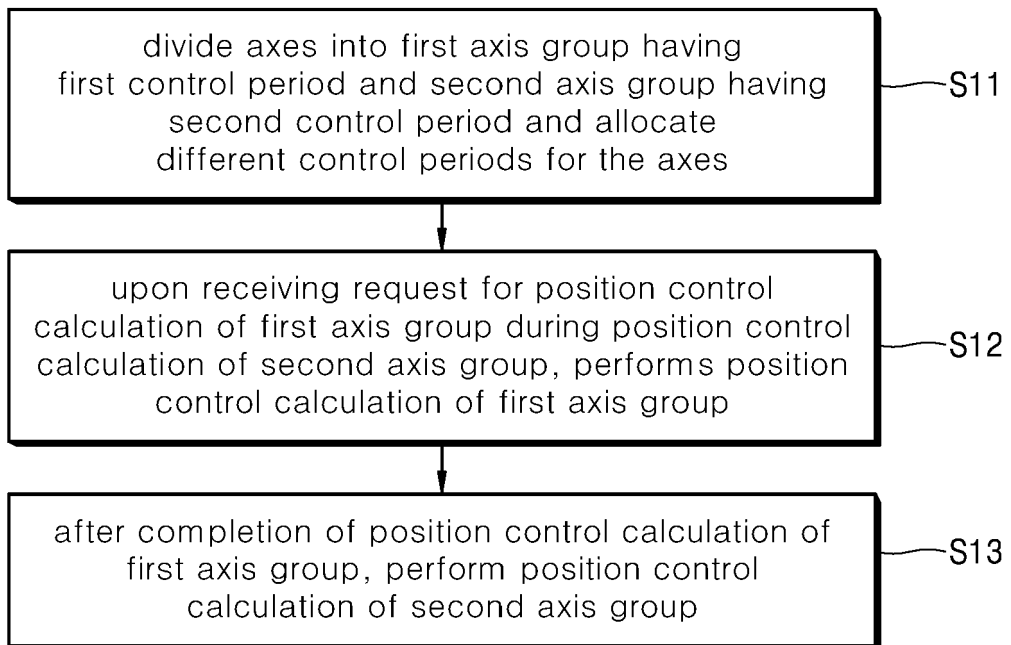 divide axes into first axis group having
first control period and second axis group having
second control period and allocate
different control periods for the axes
S11
upon receiving request for position control
calculation of first axis group during position control
calculation of second axis group, performs position
control calculation of first axis group
S12
after completion of position control calculation of
first axis group, perform position control
calculation of second axis group
S13